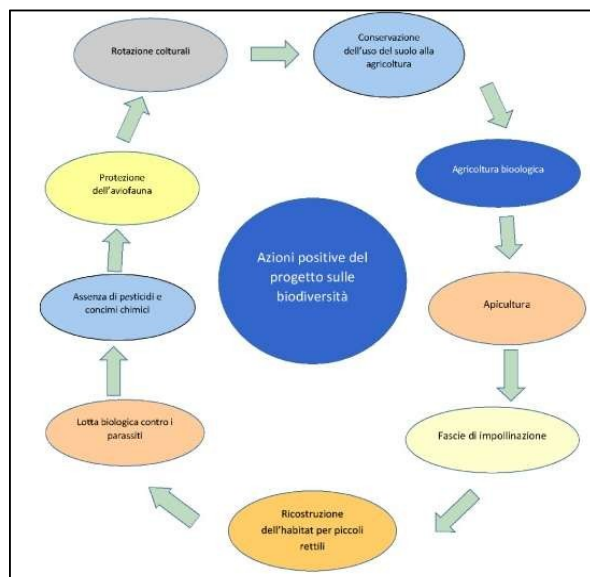 Rotazione colturali
Conservazione
dell'uso del suolo alla
agricoltura
Agricoltura bioologica
Apicultura
Fascie di impollinazione
Ricostruzione
dell'habitat per piccoli
rettili
Lotta biologica contro i
parassiti
Assenza di pesticidi e
concimi chimici
Protezione
dell'aviofauna
Azioni positive del
progetto sulle
biodiversità